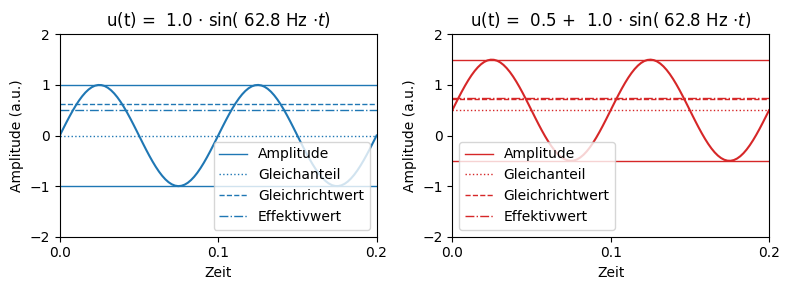 u(t) = 1.0 · sin( 62.8 Hz ·t)
Amplitude (a.u.)
2
1
0
−1
−2
Amplitude
Gleichanteil
Gleichrichtwert
Effektivwert
0.0
0.1
0.2
Zeit
u(t) = 0.5 + 1.0 · sin( 62.8 Hz ·t)
Amplitude (a.u.)
2
1
0
−1
−2
Amplitude
Gleichanteil
Gleichrichtwert
Effektivwert
0.0
0.1
0.2
Zeit